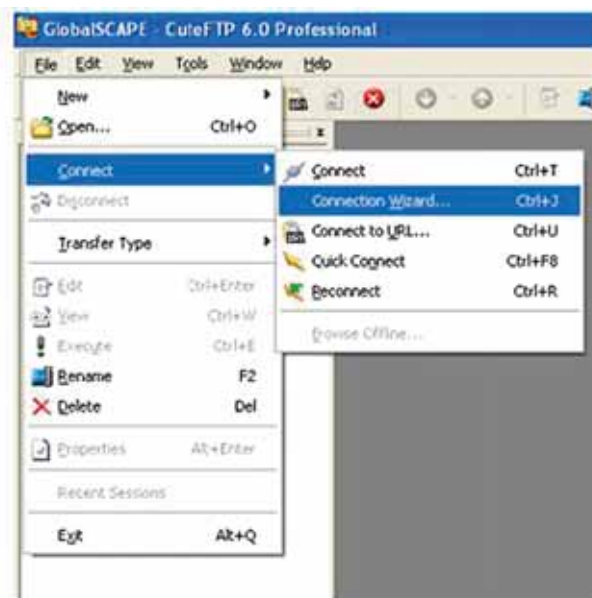 GlobalSCAPE - CuteFTP 6.0 Professional
File Edit View Tools Window Help
New
Open... Ctrl+O
Connect
Disconnect
Transfer Type
Edit Ctrl+Enter
View Ctrl+W
Execute Ctrl+E
Rename F2
Delete Del
Properties Alt+Enter
Recent Sessions
Exit Alt+Q
Connect Ctrl+T
Connection Wizard... Ctrl+J
Connect to URL... Ctrl+U
Quick Connect Ctrl+F8
Reconnect Ctrl+R
Browse Offline...